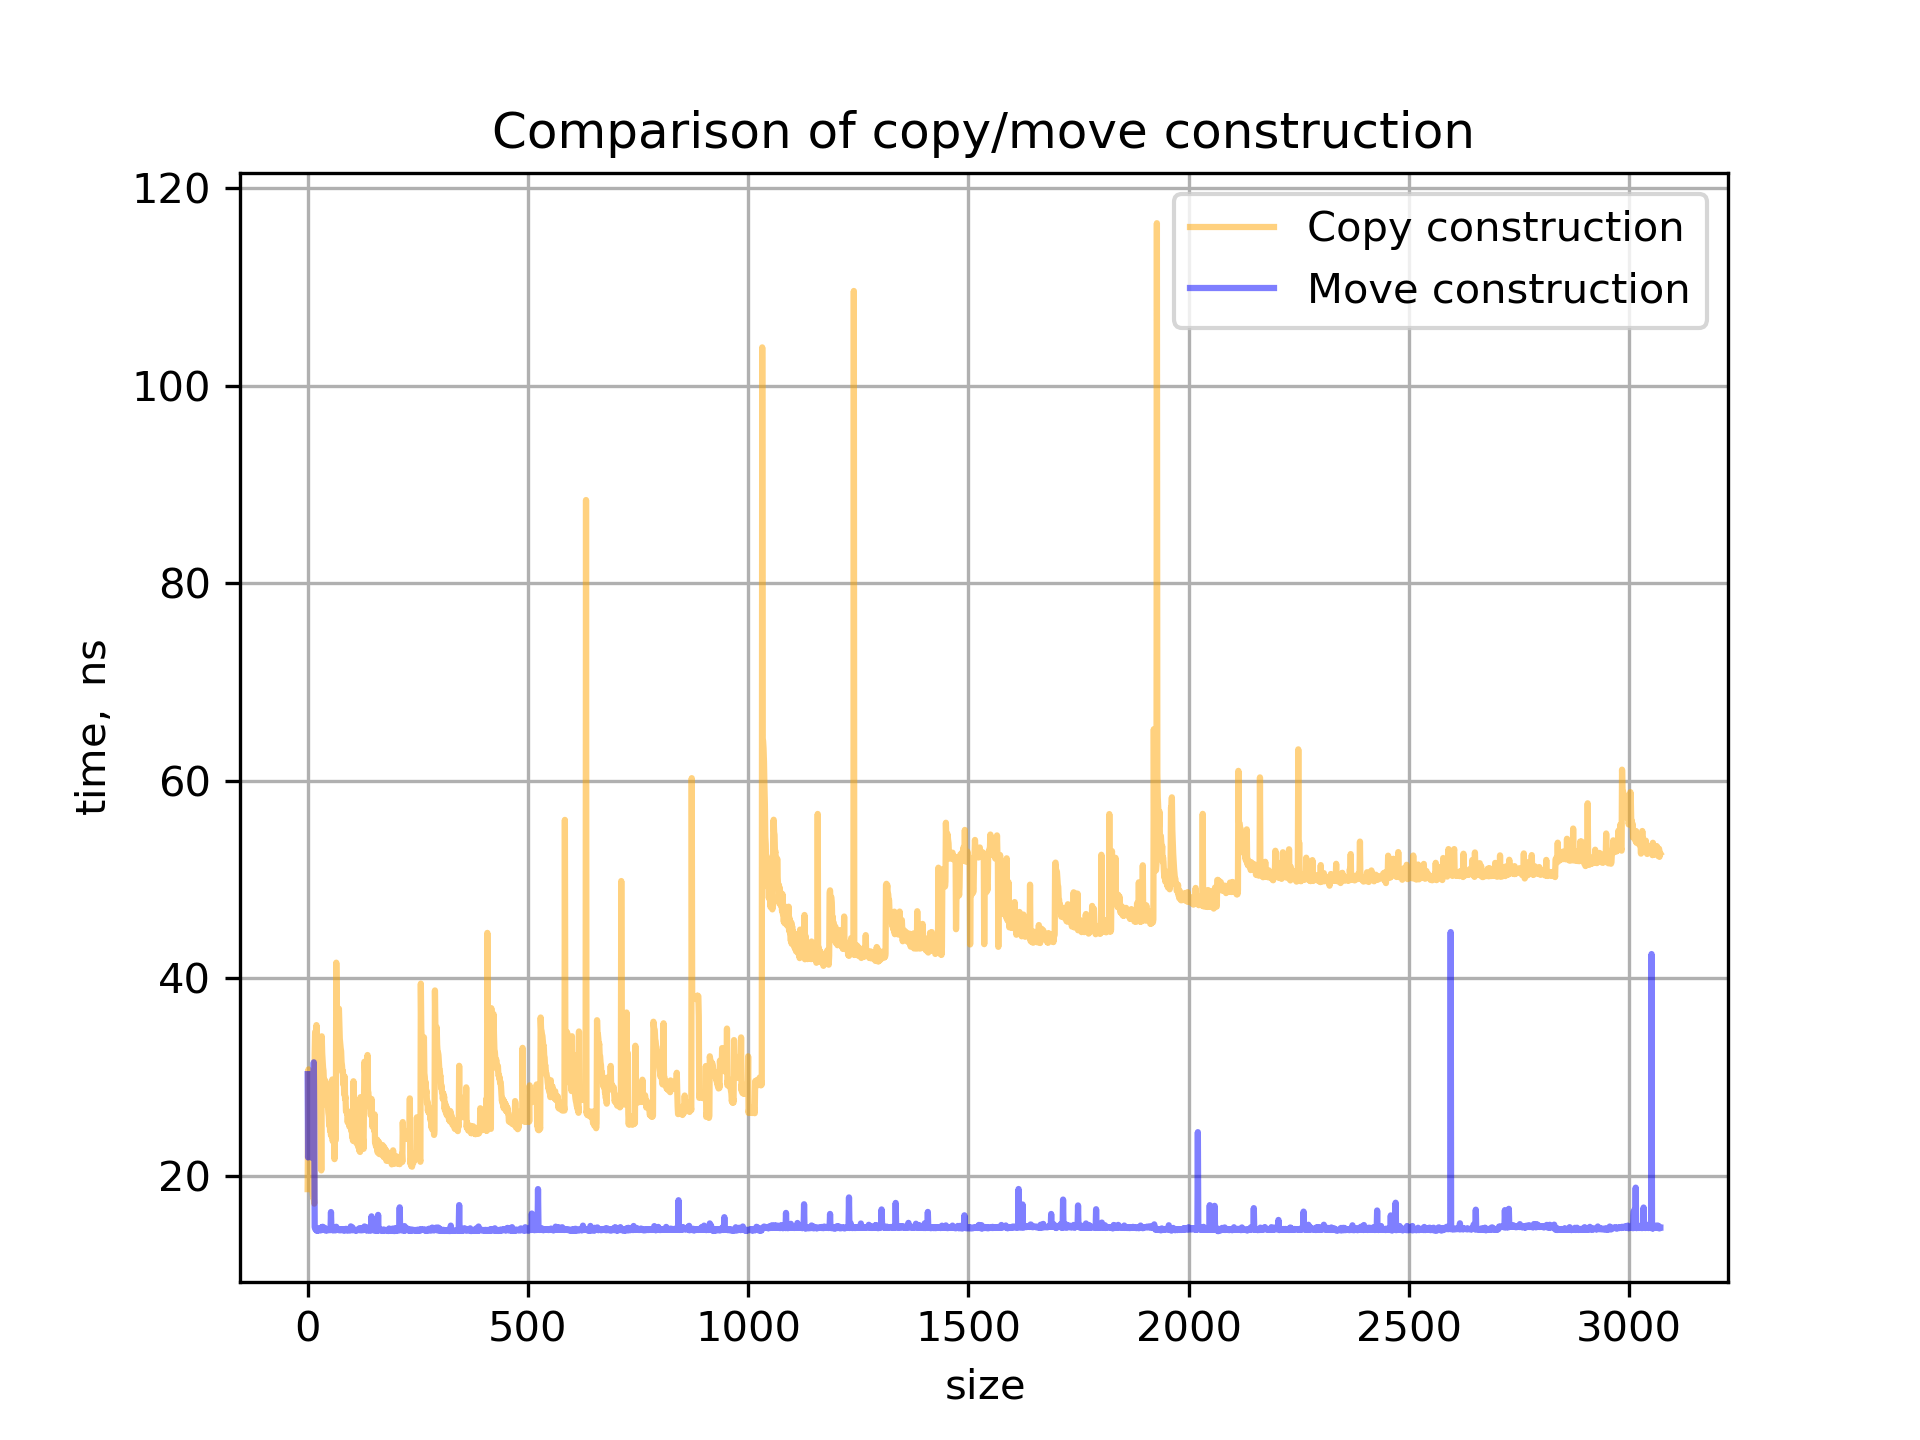 Comparison of copy/move construction
Copy construction
Move construction
120
100
80
60
40
20
time, ns
0 500 1000 1500 2000 2500 3000
size